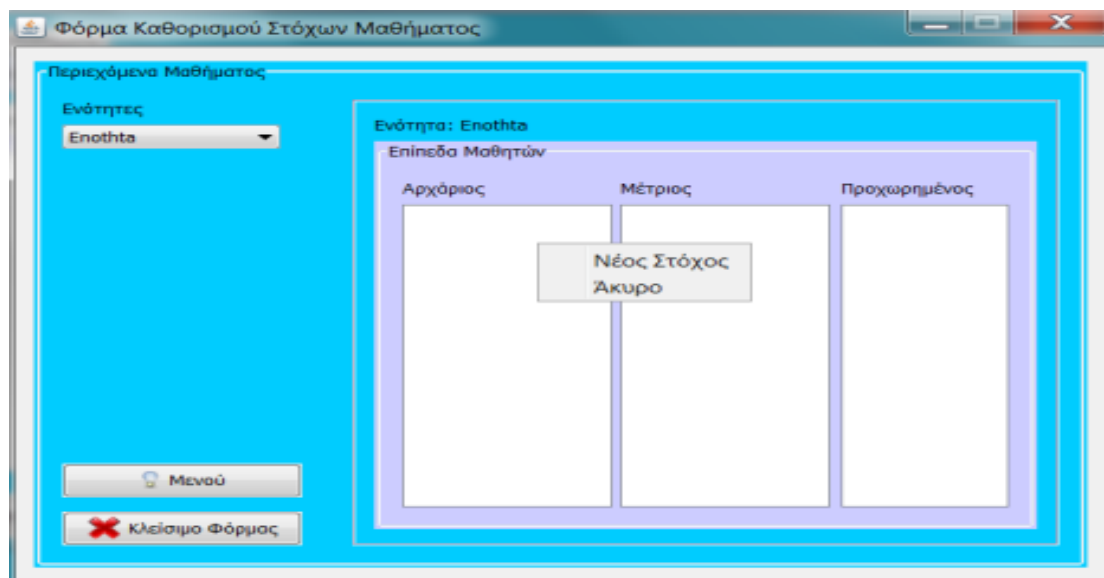 Φόρμα Καθορισμού Στόχων Μαθήματος
Περιεχόμενα Μαθήματος
Ενότητες
Enothta
Ενότητα: Enothta
Επίπεδα Μαθητών
Αρχάριος Μέτριος Προχωρημένος
Νέος Στόχος
Άκυρο
Μενού
Κλείσιμο Φόρμας